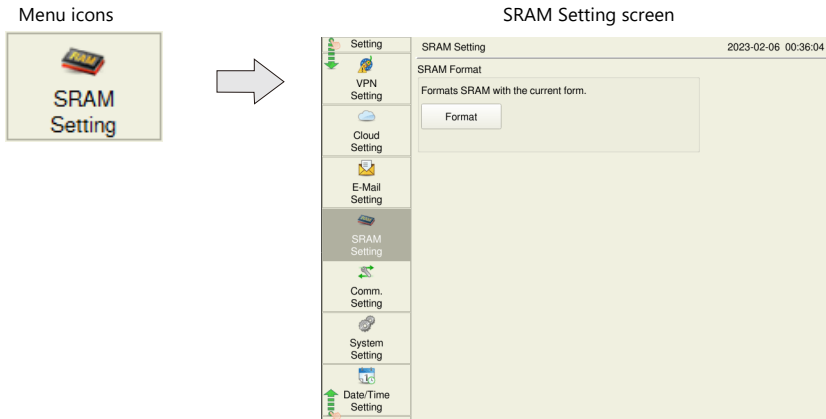 Menu icons
SRAM Setting screen
RAM
SRAM
Setting
Setting
VPN
Setting
Cloud
Setting
E-Mail
Setting
SRAM
Setting
Comm.
Setting
System
Setting
Date/Time
Setting
SRAM Setting
2023-02-06 00:36:04
SRAM Format
Formats SRAM with the current form.
Format